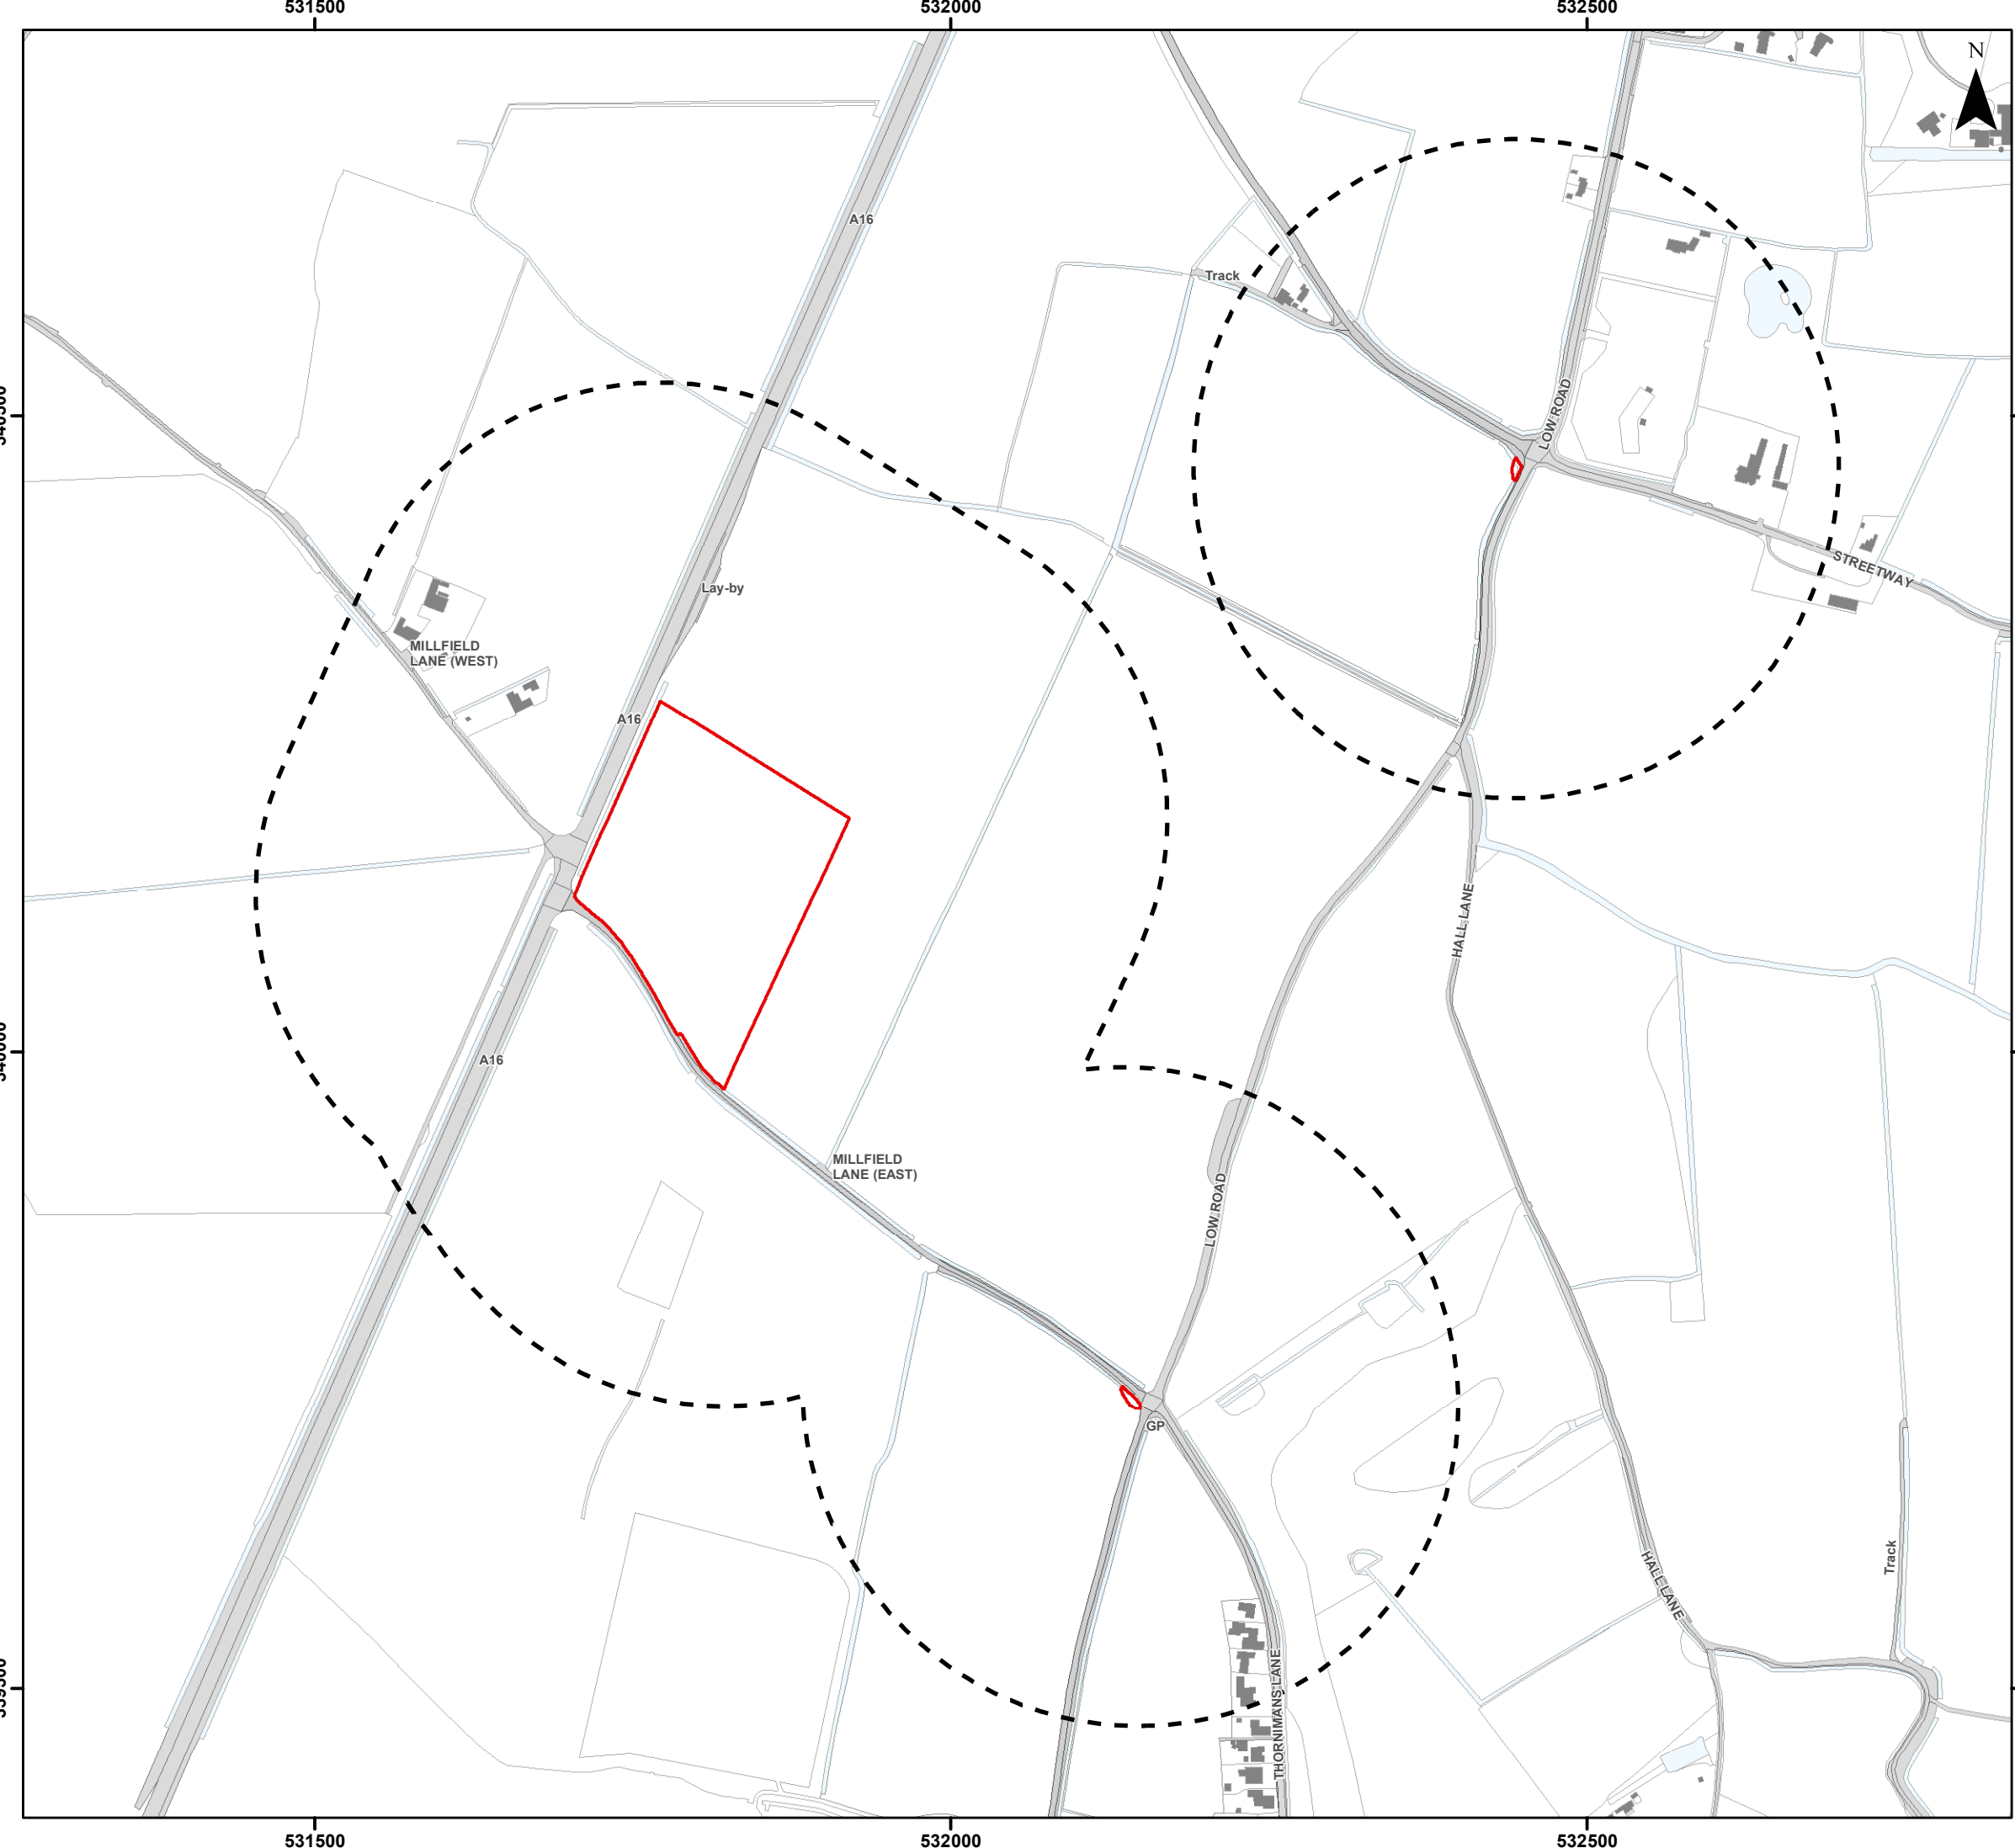 531500
532000
532500
N
A16
Track
LOW ROAD
STREETWAY
Lay-by
MILLFIELD
LANE (WEST)
A16
HALL LANE
A16
MILLFIELD
LANE (EAST)
LOW ROAD
GP
HALL LANE
Track
THORNIMANS LANE
531500
532000
532500